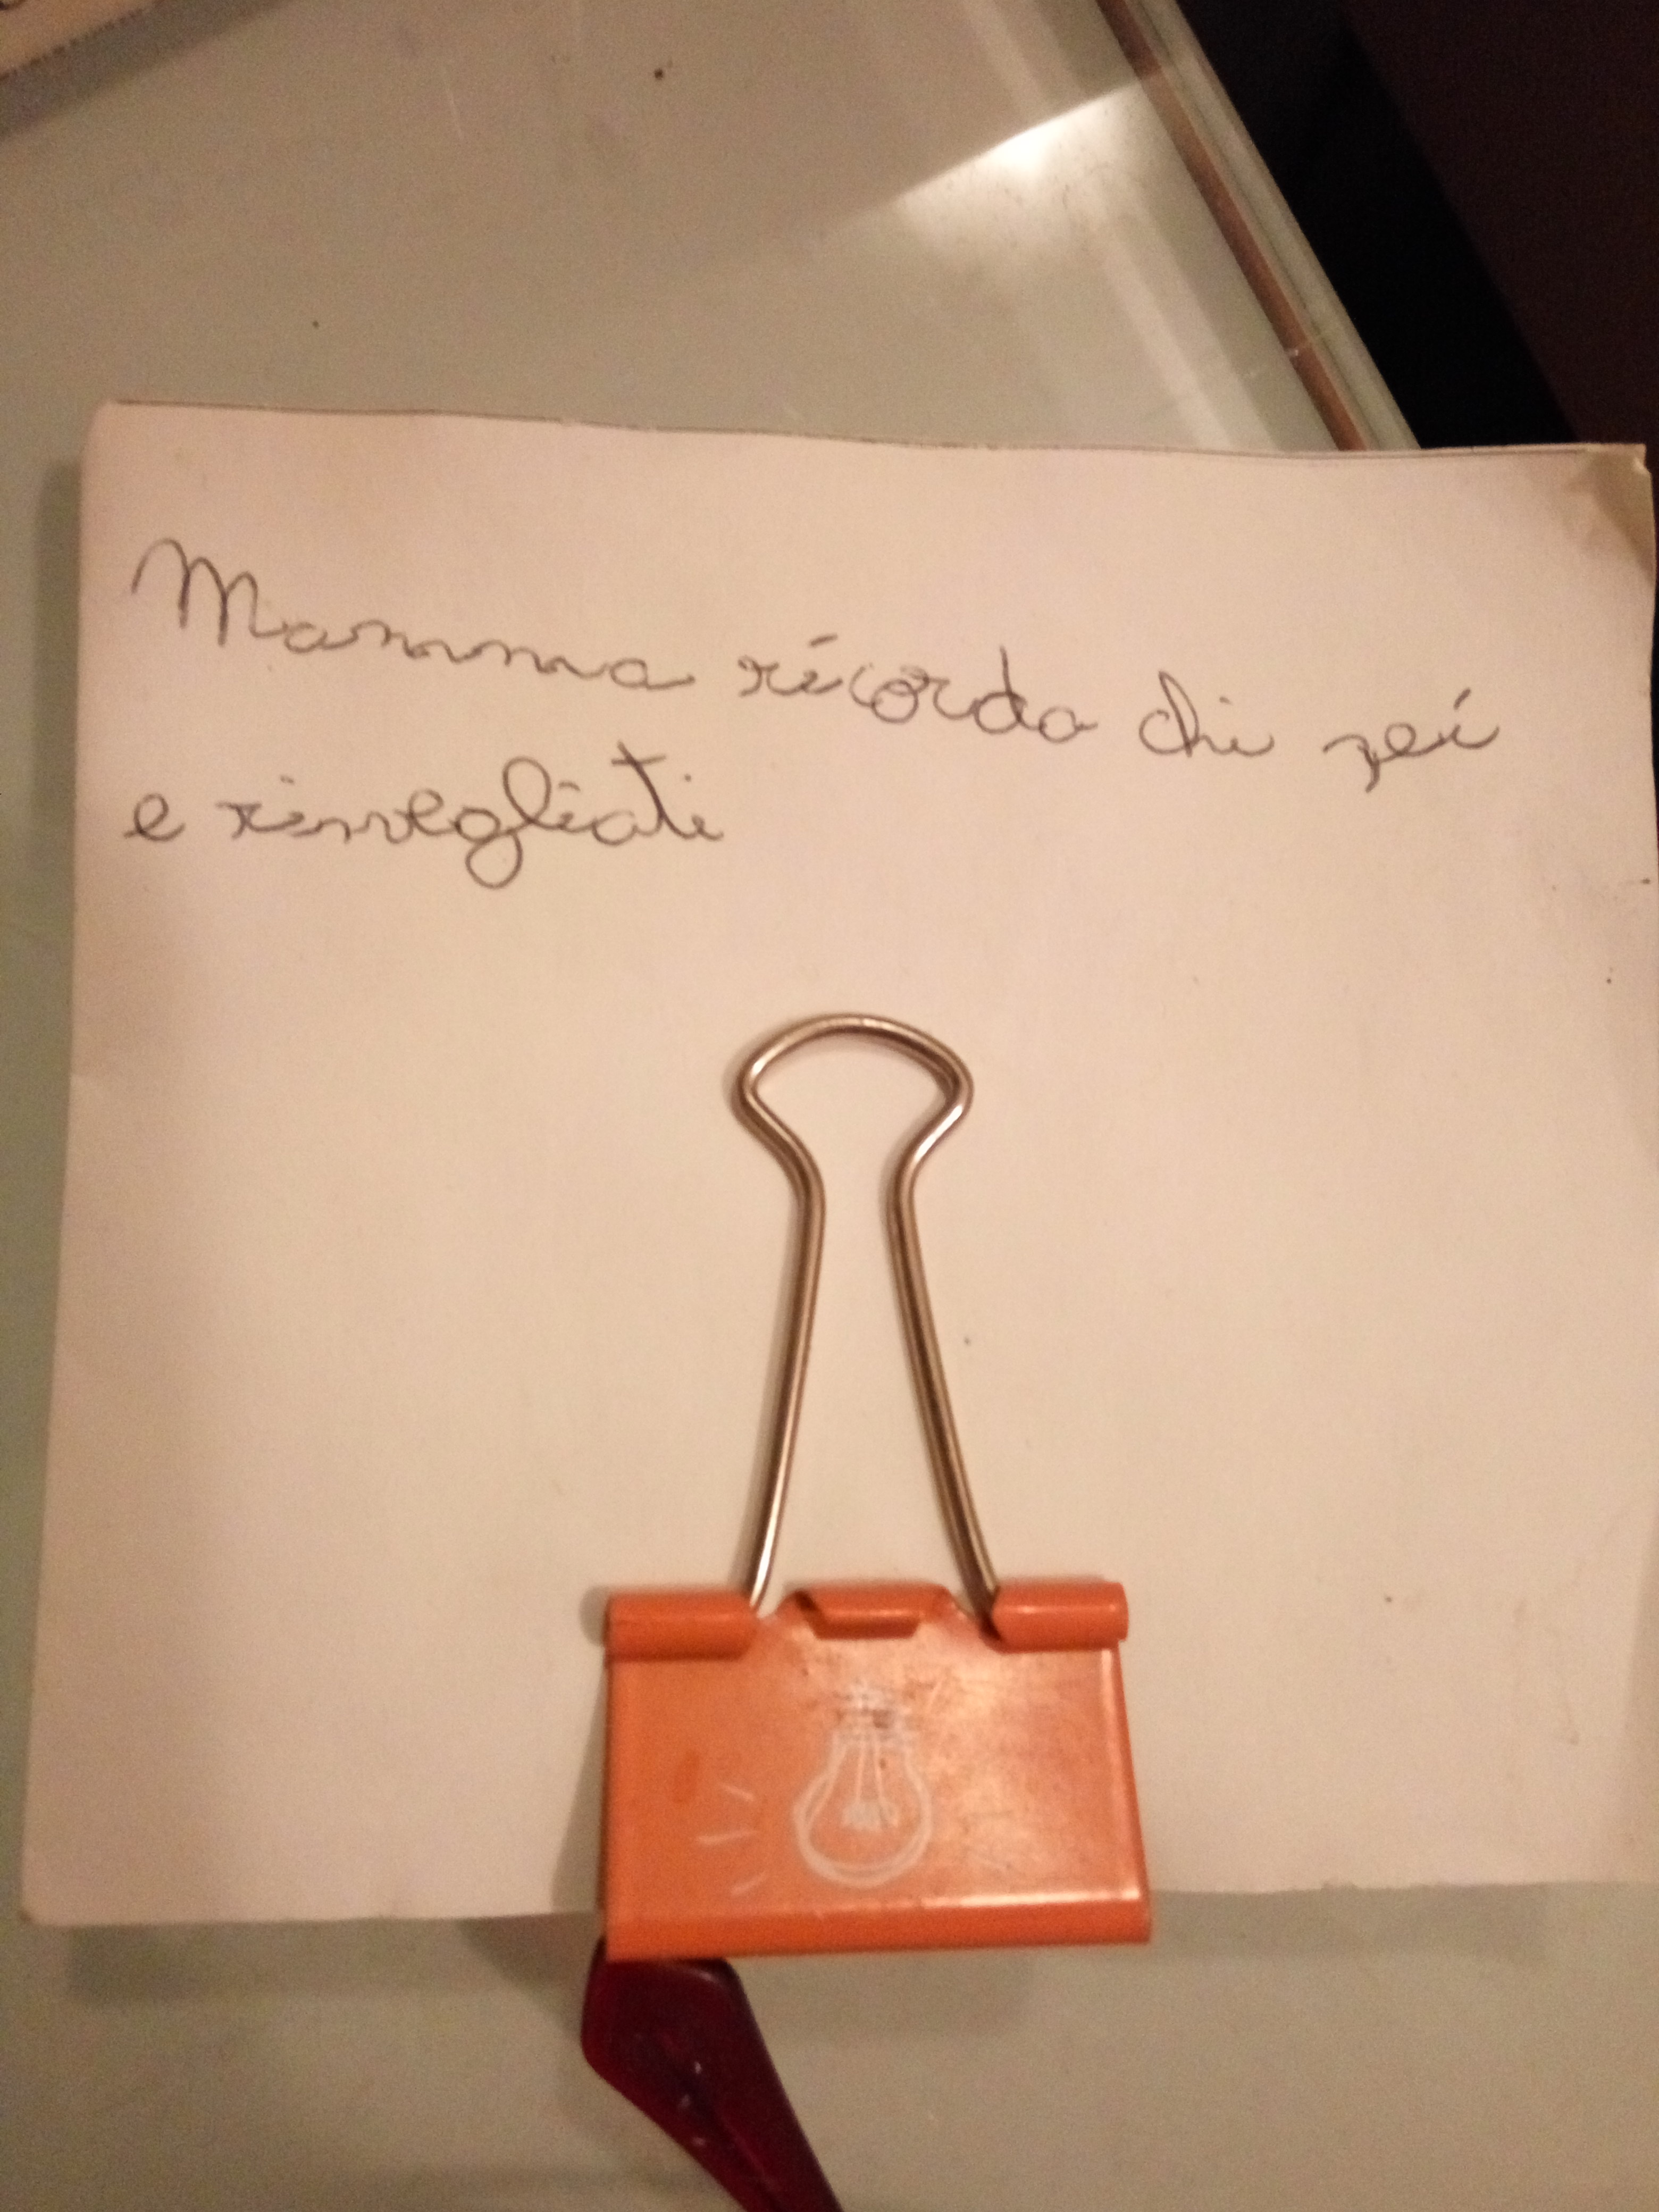 Mamma ricorda chi sei
e risvegliati